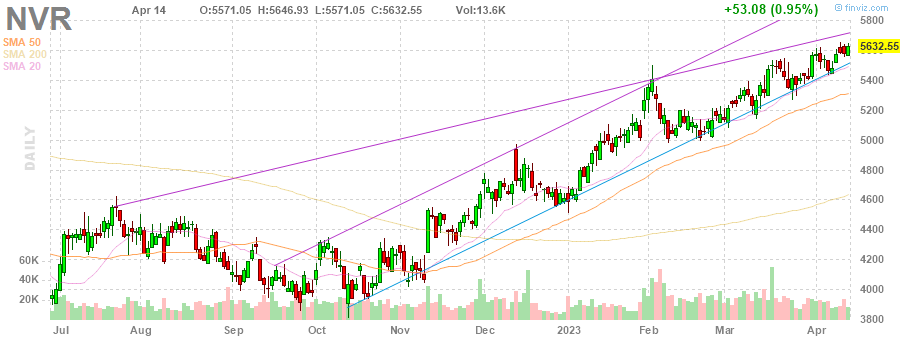 NVR
Apr 14 O:5571.05 H:5646.93 L:5571.05 C:5632.55 Vol:13.6K +53.08 (0.95%)
© finviz.com
SMA 50
SMA 200
SMA 20
DAILY
5800
5632.55
5400
5200
5000
4800
4600
4400
4200
4000
3800
60K
40K
20K
Jul Aug Sep Oct Nov Dec 2023 Feb Mar Apr